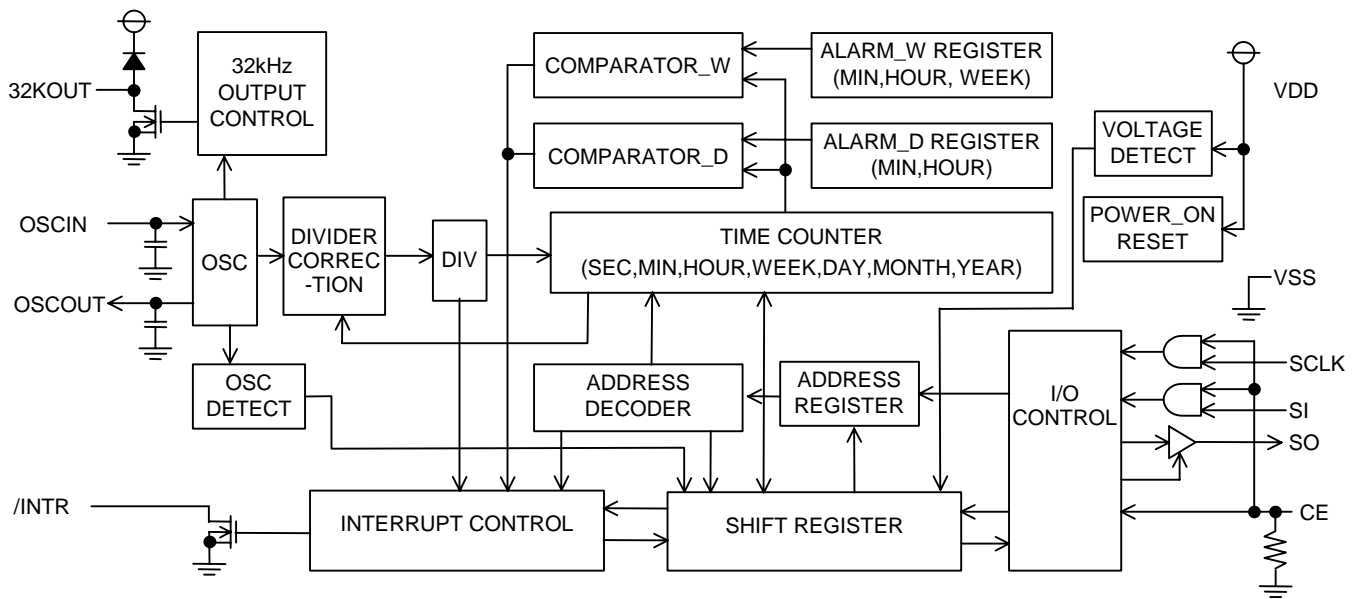 32KOUT
32kHz
OUTPUT
CONTROL
COMPARATOR_W
ALARM_W REGISTER
(MIN,HOUR, WEEK)
VDD
VOLTAGE
DETECT
COMPARATOR_D
ALARM_D REGISTER
(MIN,HOUR)
POWER_ON
RESET
OSCIN
OSC
OSCOUT
DIVIDER
CORREC
-TION
DIV
TIME COUNTER
(SEC,MIN,HOUR,WEEK,DAY,MONTH,YEAR)
VSS
OSC
DETECT
ADDRESS
DECODER
ADDRESS
REGISTER
I/O
CONTROL
SCLK
SI
SO
/INTR
INTERRUPT CONTROL
SHIFT REGISTER
CE